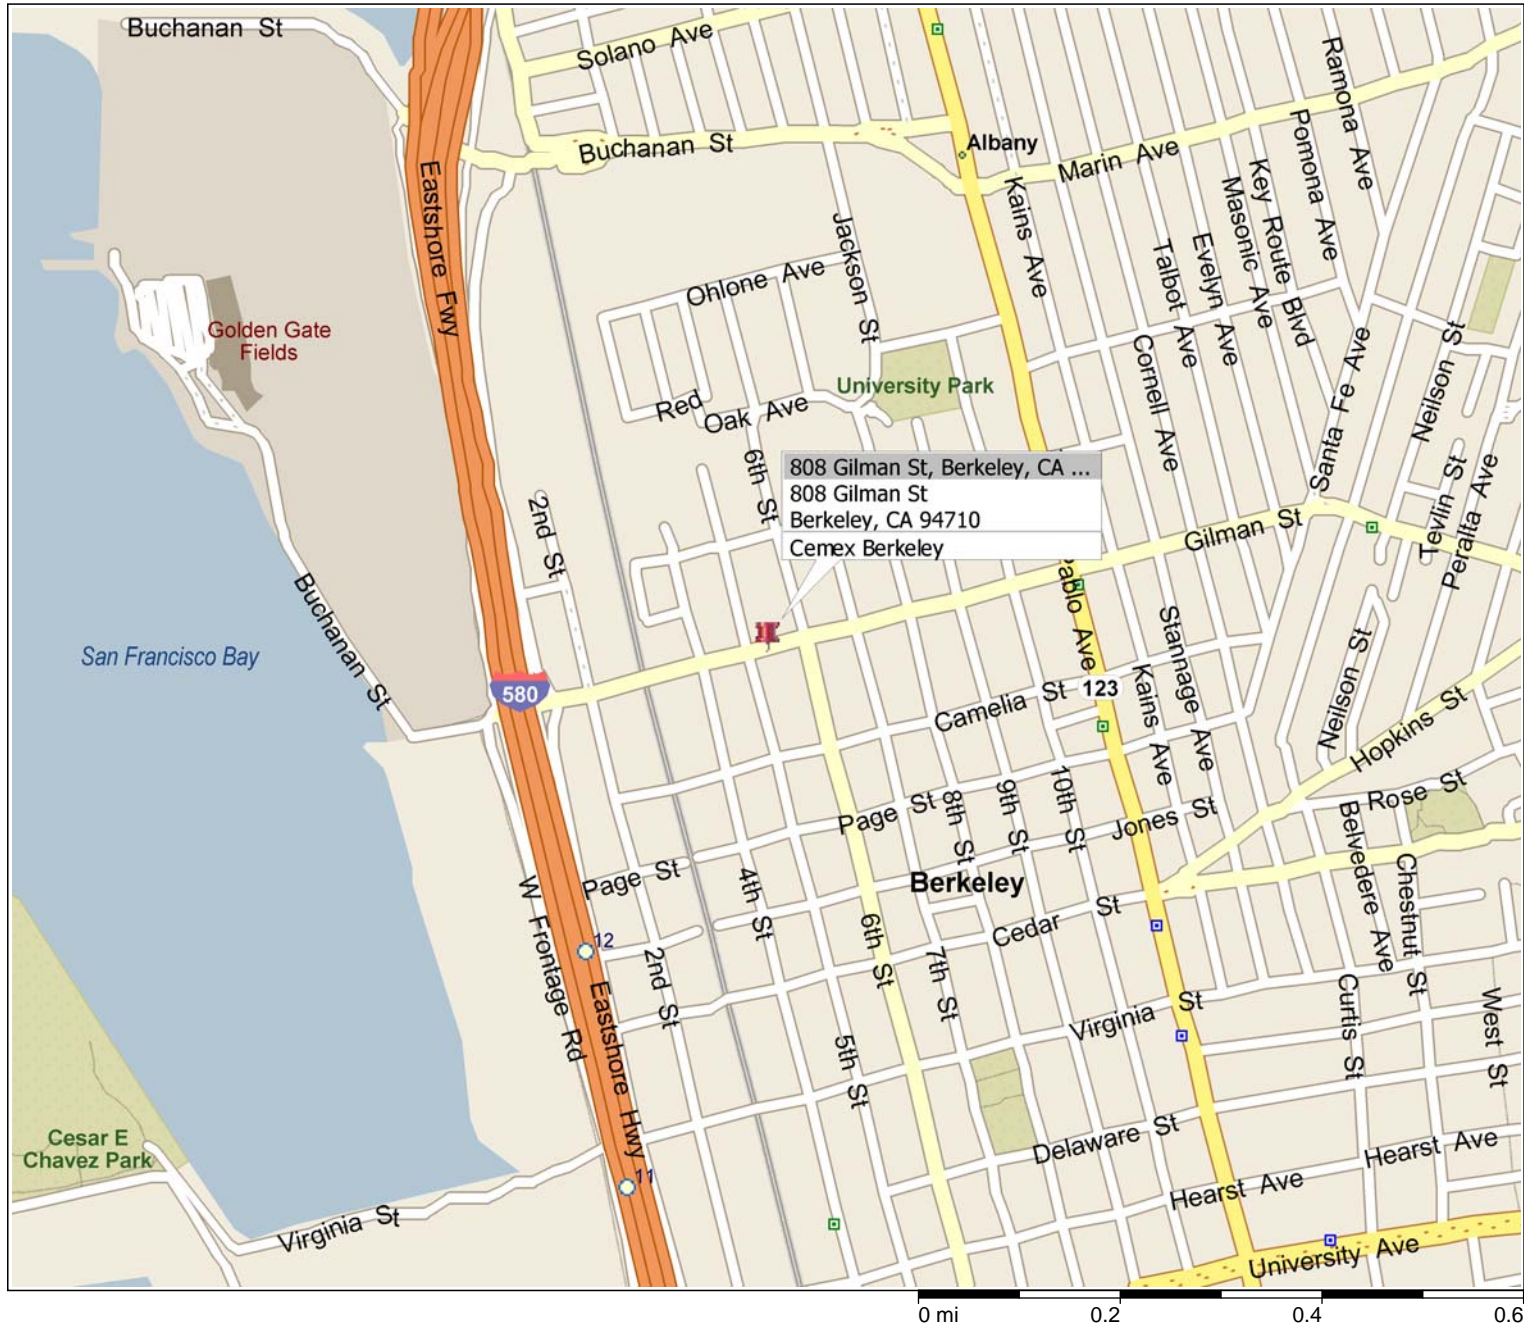 Buchanan St
Solano Ave
Ramona Ave
Pomona Ave
Buchanan St
Albany
Marin Ave
Eastshore Fwy
Kains Ave
Key Route Blvd
Masonic Ave
Evelyn Ave
Talbot Ave
Jackson St
Ohlone Ave
Golden Gate
Fields
Cornell Ave
Santa Fe Ave
Neilson St
University Park
Red
Oak Ave
6th St
808 Gilman St, Berkeley, CA ...
808 Gilman St
Berkeley, CA 94710
Cemex Berkeley
2nd St
Gilman St
Tevlin St
Peralta Ave
Pablo Ave
Buchanan St
San Francisco Bay
Stannage Ave
Neilson St
580
123
Kains Ave
Camelia St
Hopkins St
Page St
8th St
9th St
10th St
Jones St
Rose St
Belvedere Ave
Chestnut St
Page St
4th St
Berkeley
W Frontage Rd
6th St
Cedar St
12
2nd St
7th St
Eastshore Hwy
Virginia St
Curtis St
West St
5th St
Cesar E
Chavez Park
Delaware St
Hearst Ave
Hearst Ave
11
Virginia St
University Ave
0 mi
0.2
0.4
0.6